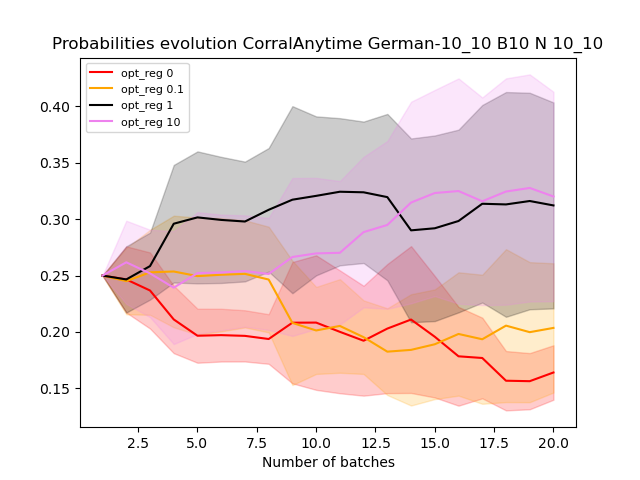 Probabilities evolution CorralAnytime German-10_10 B10 N 10_10
opt_reg 0
opt_reg 0.1
opt_reg 1
opt_reg 10
0.40
0.35
0.30
0.25
0.20
0.15
2.5 5.0 7.5 10.0 12.5 15.0 17.5 20.0
Number of batches